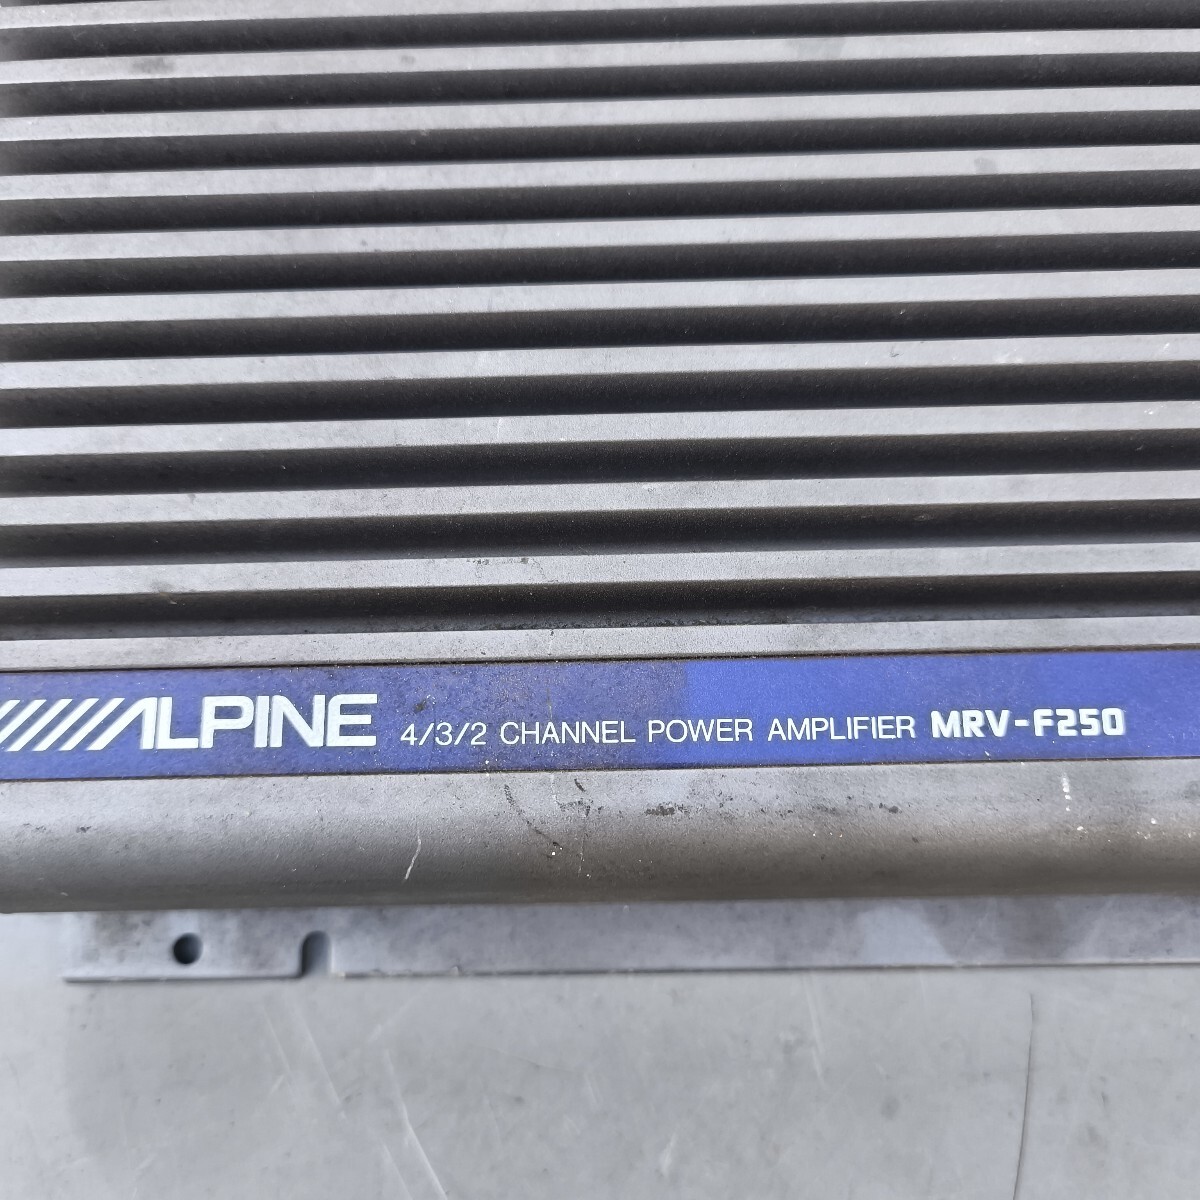 ALPINE 4/3/2 CHANNEL POWER AMPLIFIER MRV-F250